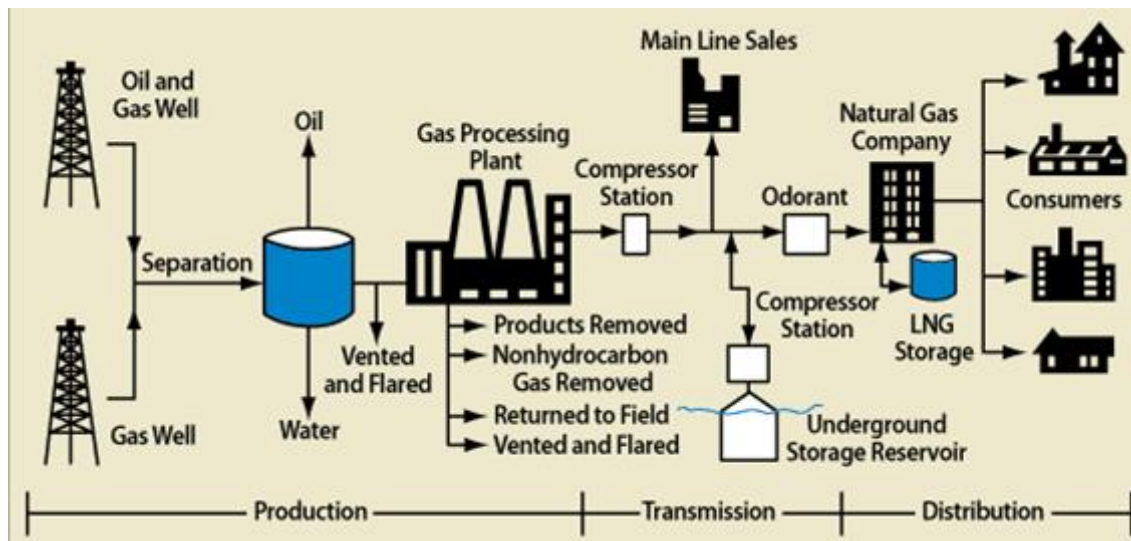 Oil and
Gas Well
Gas Well
Separation
Oil
Water
Vented
and Flared
Gas Processing
Plant
Products Removed
Nonhydrocarbon
Gas Removed
Returned to Field
Vented and Flared
Compressor
Station
Main Line Sales
Compressor
Station
Underground
Storage Reservoir
Odorant
Natural Gas
Company
LNG
Storage
Consumers
Production
Transmission
Distribution